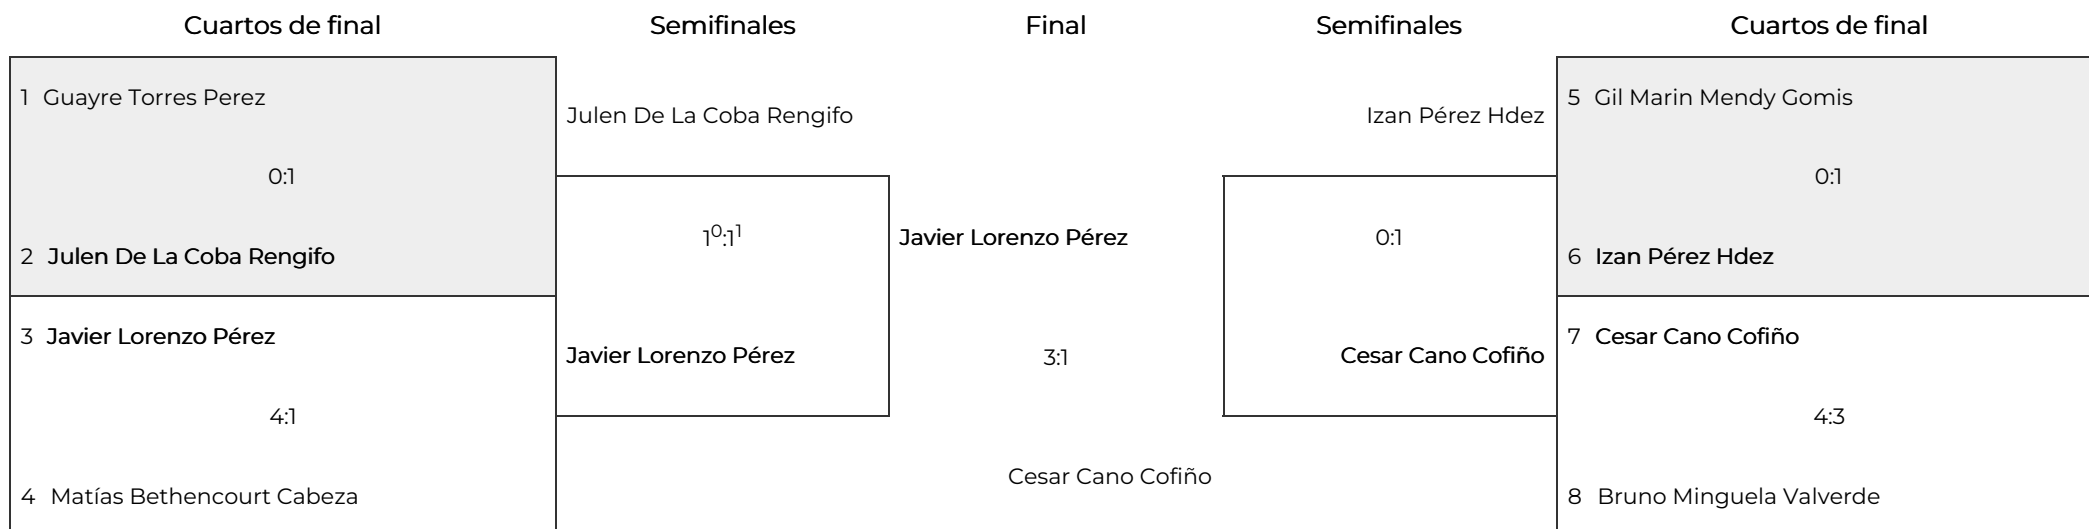 Cuartos de final
Semifinales
Final
Semifinales
Cuartos de final
1 Guayre Torres Perez
0:1
2 Julen De La Coba Rengifo
3 Javier Lorenzo Pérez
4:1
4 Matías Bethencourt Cabeza
Julen De La Coba Rengifo
1⁰:1¹
Javier Lorenzo Pérez
Javier Lorenzo Pérez
3:1
Cesar Cano Cofiño
Izan Pérez Hdez
0:1
Cesar Cano Cofiño
5 Gil Marin Mendy Gomis
0:1
6 Izan Pérez Hdez
7 Cesar Cano Cofiño
4:3
8 Bruno Minguela Valverde